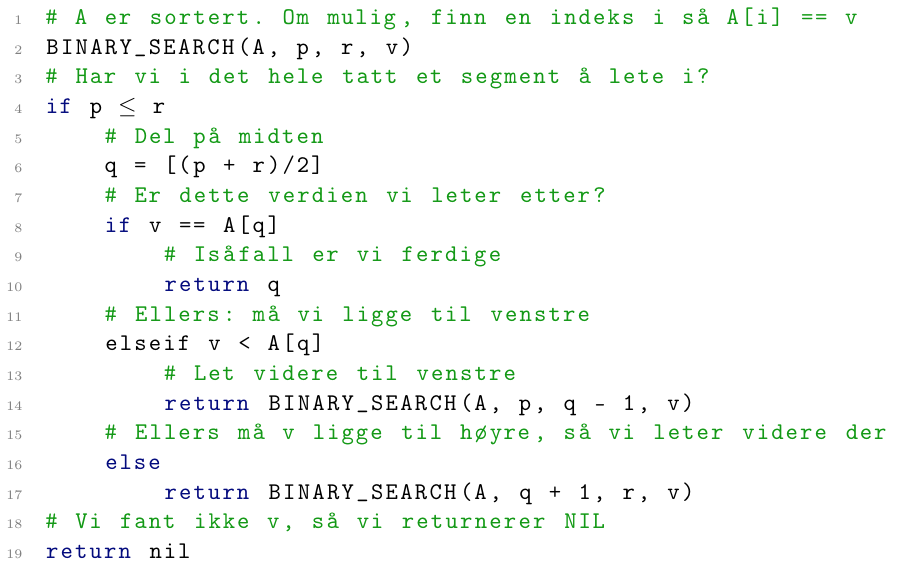 1 # A er sortert. Om mulig, finn en indeks i så A[i] == v
2 BINARY_SEARCH(A, p, r, v)
3 # Har vi i det hele tatt et segment å lete i?
4 if p ≤ r
5     # Del på midten
6     q = [(p + r)/2]
7     # Er dette verdien vi leter etter?
8     if v == A[q]
9         # Isåfall er vi ferdige
10         return q
11     # Ellers: må vi ligge til venstre
12     elseif v < A[q]
13         # Let videre til venstre
14         return BINARY_SEARCH(A, p, q - 1, v)
15     # Ellers må v ligge til høyre, så vi leter videre der
16     else
17         return BINARY_SEARCH(A, q + 1, r, v)
18 # Vi fant ikke v, så vi returnerer NIL
19 return nil